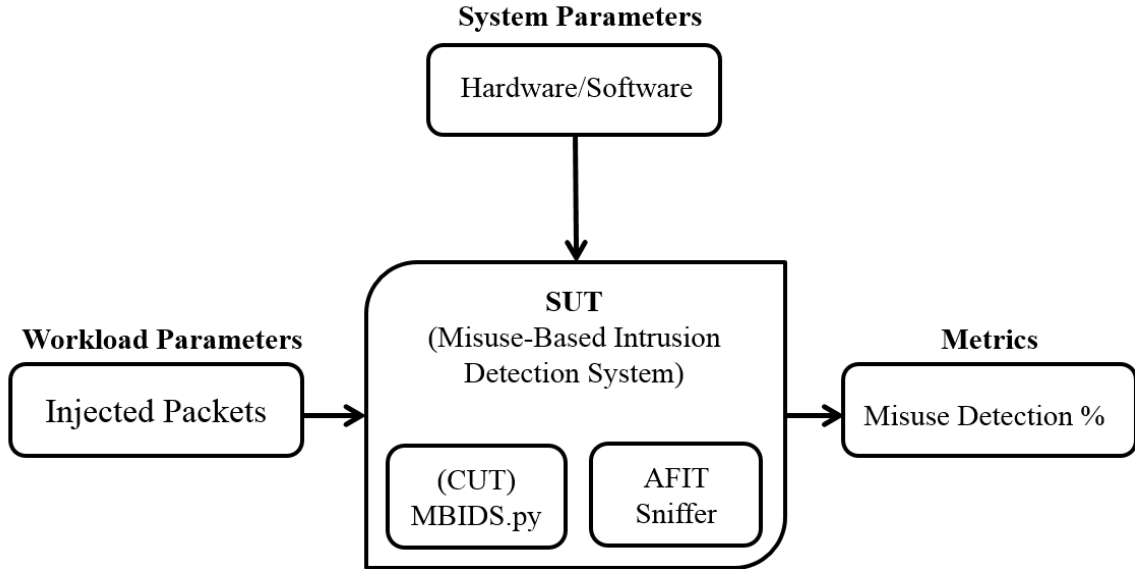 System Parameters
Hardware/Software
SUT
(Misuse-Based Intrusion
Detection System)
Workload Parameters
Injected Packets
Metrics
Misuse Detection %
(CUT)
MBIDS.py
AFIT
Sniffer